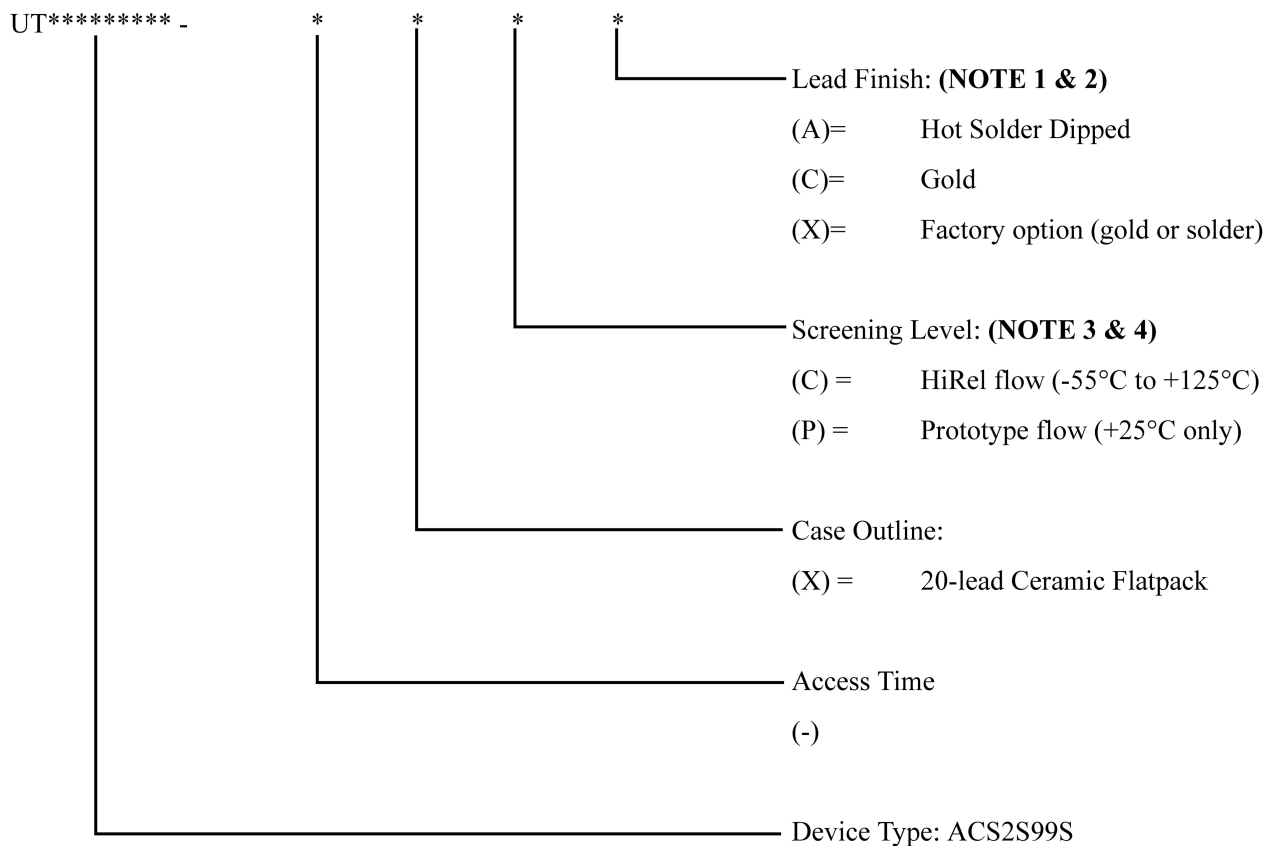 UT********* - * * * *
Lead Finish: (NOTE 1 & 2)
(A)= Hot Solder Dipped
(C)= Gold
(X)= Factory option (gold or solder)
Screening Level: (NOTE 3 & 4)
(C) = HiRel flow (-55°C to +125°C)
(P) = Prototype flow (+25°C only)
Case Outline:
(X) = 20-lead Ceramic Flatpack
Access Time
(-)
Device Type: ACS2S99S